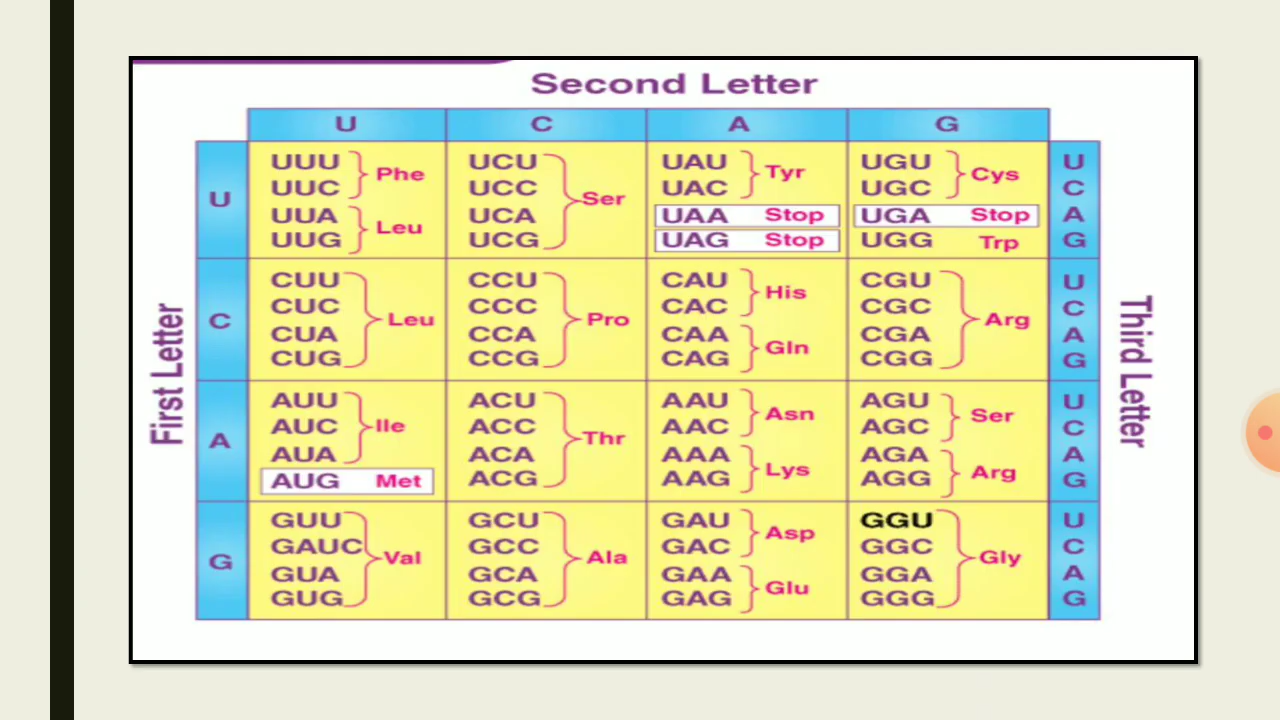 Second Letter
U C A G
UUU UCU UAU UGU U
Phe Tyr Cys
UUC UCC UAC UGC C
Ser
UUA UCA UAA Stop UGA Stop A
Leu
UUG UCG UAG Stop UGG Trp G
U
CUU CCU CAU CGU U
His
CUC CCC CAC CGC C
C Leu Pro Arg
CUA CCA CAA CGA A
Gln
CUG CCG CAG CGG G
AUU ACU AAU AGU U
Asn Ser
AUC Ile ACC AAC AGC C
A Thr
AUA ACA AAA AGA A
Lys Arg
AUG Met ACG AAG AGG G
GUU GCU GAU GGU U
Asp
GAUC GCC GAC GGC C
G Val Ala Gly
GUA GCA GAA GGA A
Glu
GUG GCG GAG GGG G
First Letter
Third Letter